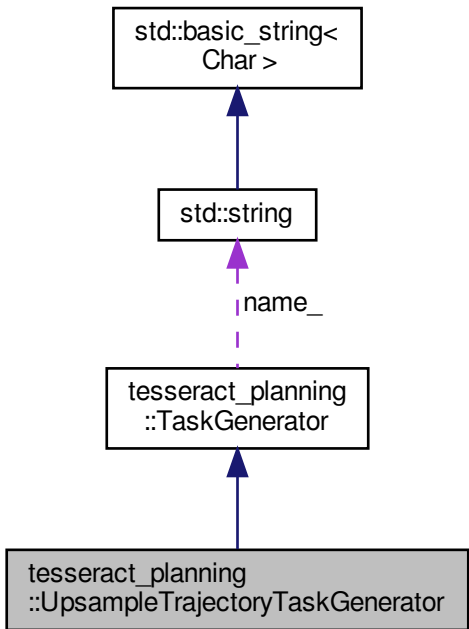 std::basic_string<
Char >
std::string
name_
tesseract_planning
::TaskGenerator
tesseract_planning
::UpsampleTrajectoryTaskGenerator